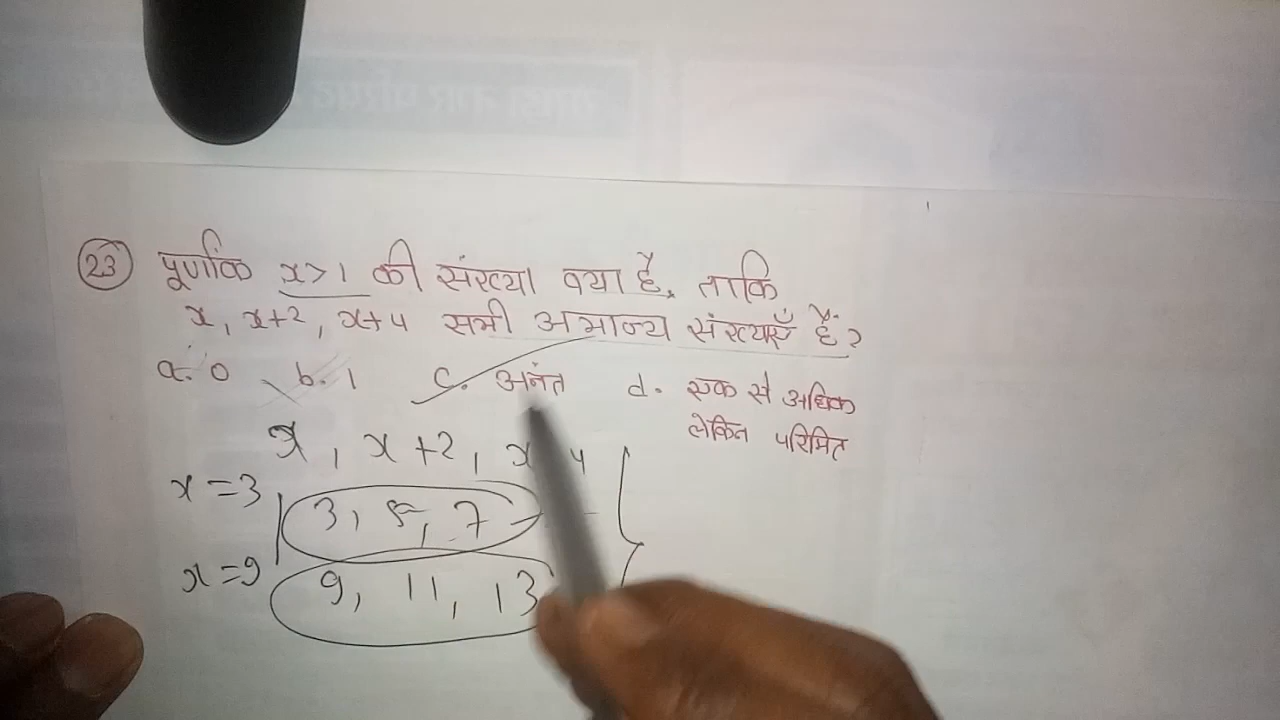 23 पूर्णांक x>1 की संख्या क्या है, ताकि
x, x+2, x+4 सभी अभाज्य संख्याएँ हैं?
a. 0 b. 1 c. अनंत d. एक से अधिक
लेकिन परिमित
x, x+2, x 4
x=3 3, 5, 7
x=9 9, 11, 13